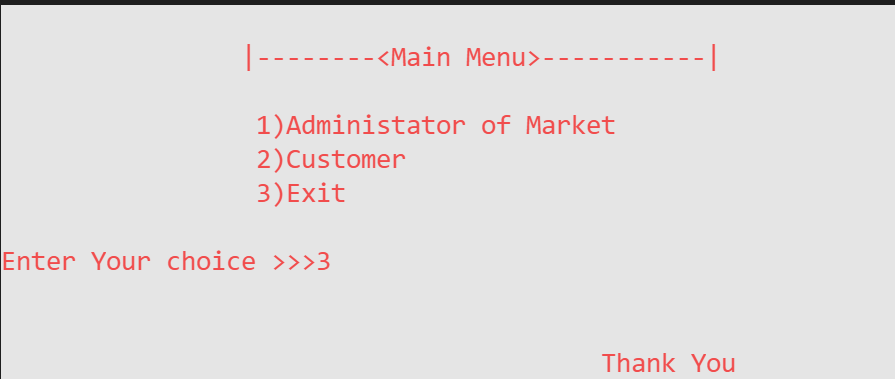 |--------<Main Menu>-----------|
1)Administator of Market
2)Customer
3)Exit
Enter Your choice >>>3
Thank You